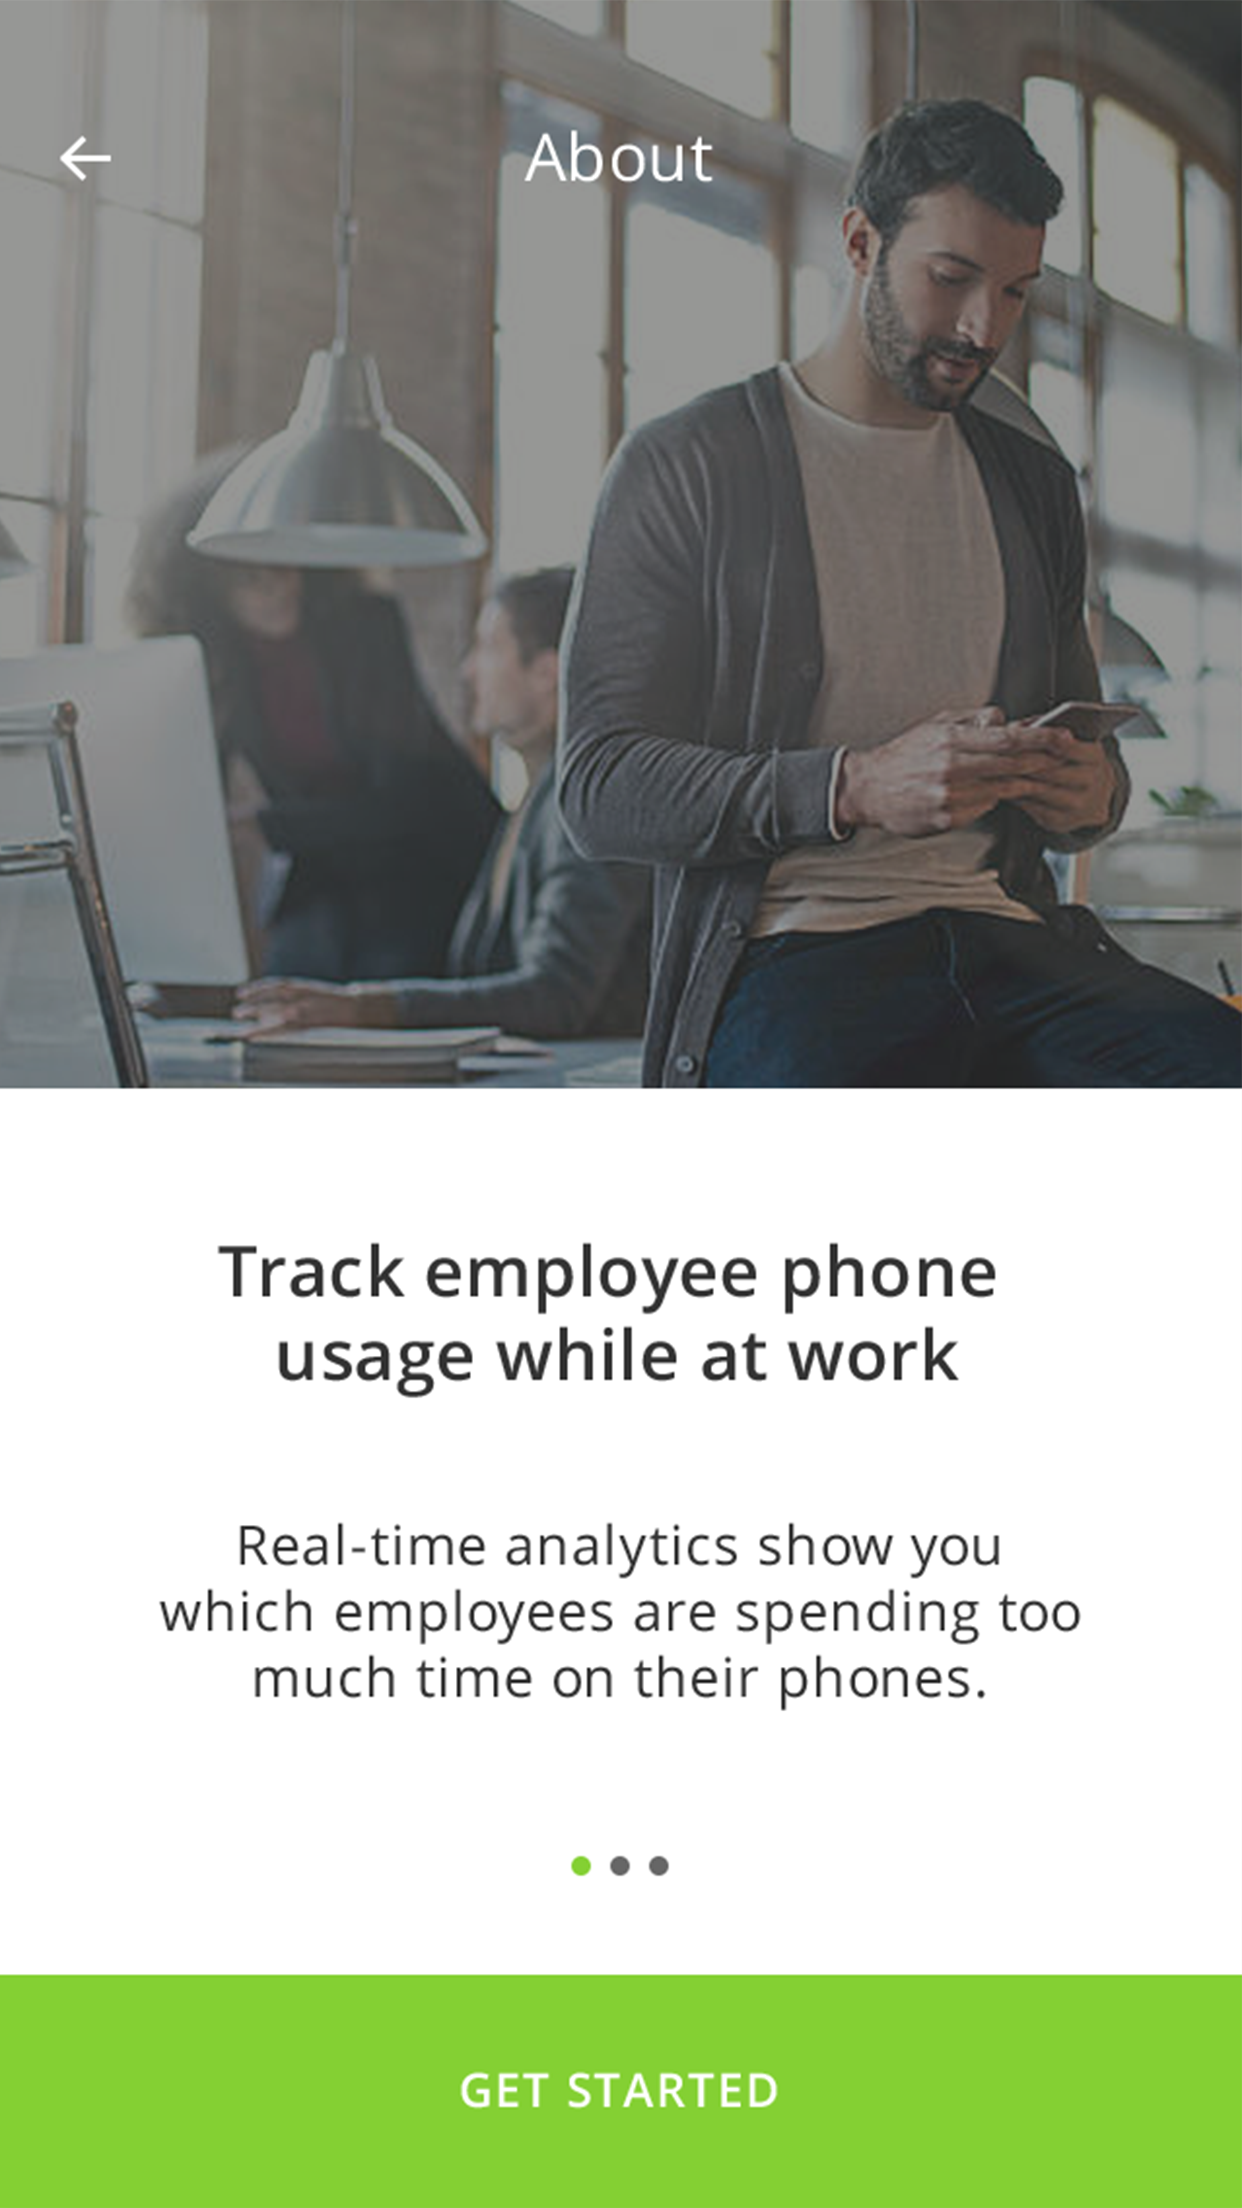 About
Track employee phone
usage while at work
Real-time analytics show you
which employees are spending too
much time on their phones.
GET STARTED